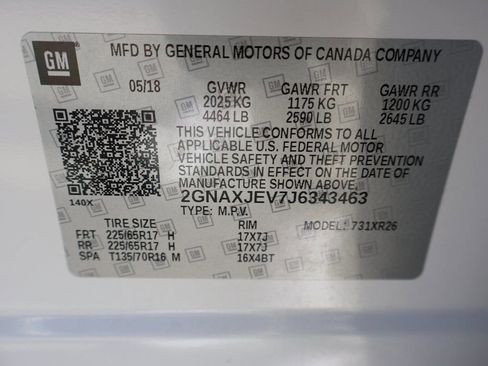 GM MFD BY GENERAL MOTORS OF CANADA COMPANY
05/18 GVWR GAWR FRT GAWR RR
2025 KG 1175 KG 1200 KG
4464 LB 2590 LB 2645 LB
THIS VEHICLE CONFORMS TO ALL
APPLICABLE U.S. FEDERAL MOTOR
VEHICLE SAFETY AND THEFT PREVENTION
STANDARDS IN EFFECT ON THE DATE OF
MANUFACTURE SHOWN ABOVE.
140X 2GNAXJEV7J6343463
TYPE: M.P.V. MODEL: 731XR26
TIRE SIZE RIM
FRT 225/65R17 H 17X7J
RR 225/65R17 H 17X7J
SPA T135/70R16 M 16X4BT